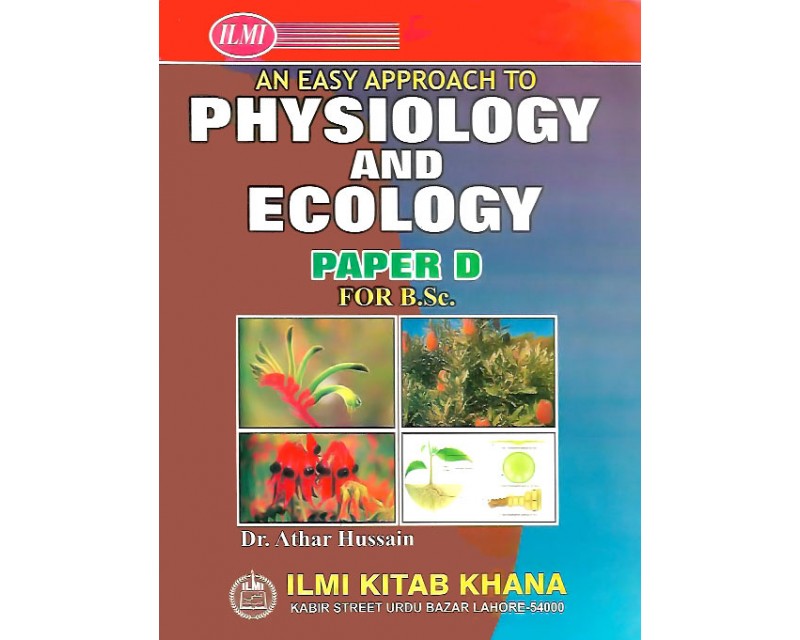 ILMI
AN EASY APPROACH TO
PHYSIOLOGY
AND
ECOLOGY
PAPER D
FOR B.Sc.
Dr. Athar Hussain
ILMI
ILMI KITAB KHANA
KABIR STREET URDU BAZAR LAHORE-54000